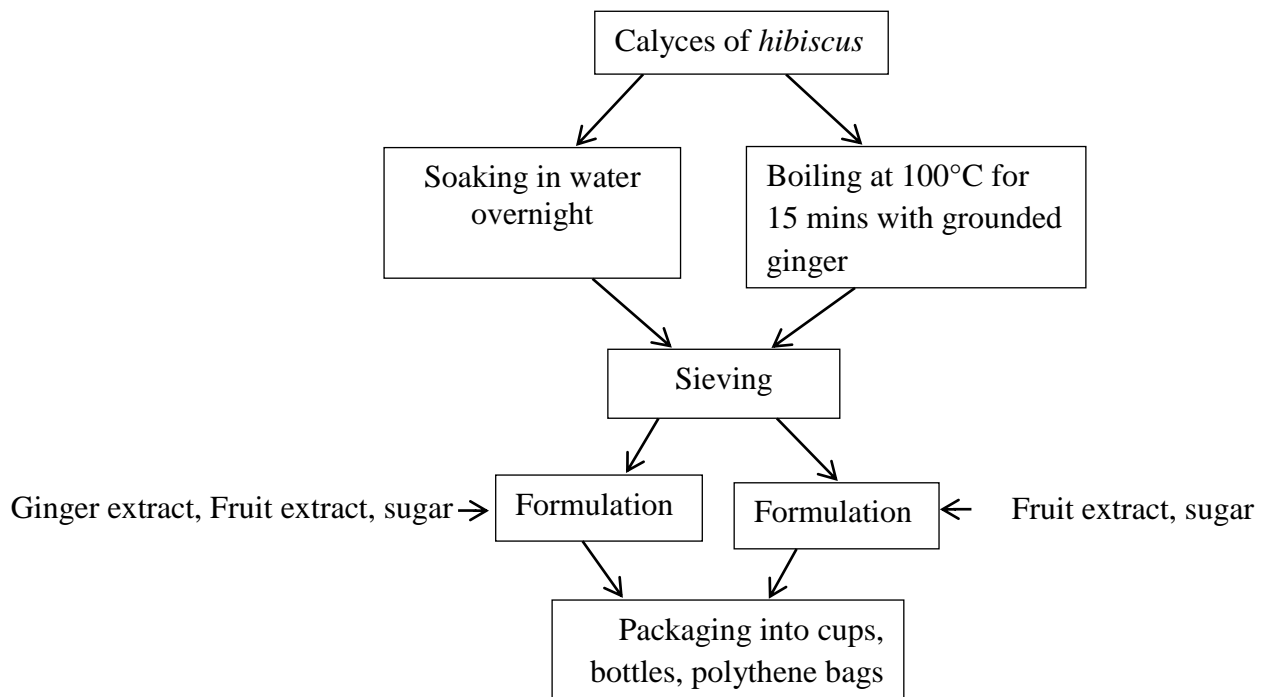 Calyces of hibiscus
Soaking in water
overnight
Boiling at 100°C for
15 mins with grounded
ginger
Sieving
Ginger extract, Fruit extract, sugar
Formulation
Formulation
Fruit extract, sugar
Packaging into cups,
bottles, polythene bags